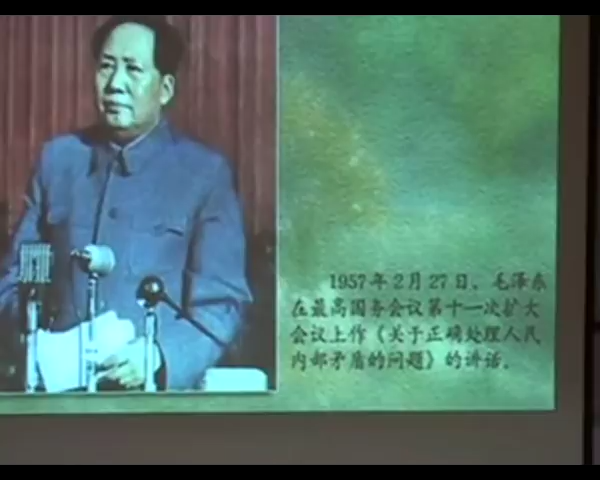 1957年2月27日，毛泽东
在最高国务会议第十一次扩大
会议上作《关于正确处理人民
内部矛盾的问题》的讲话。